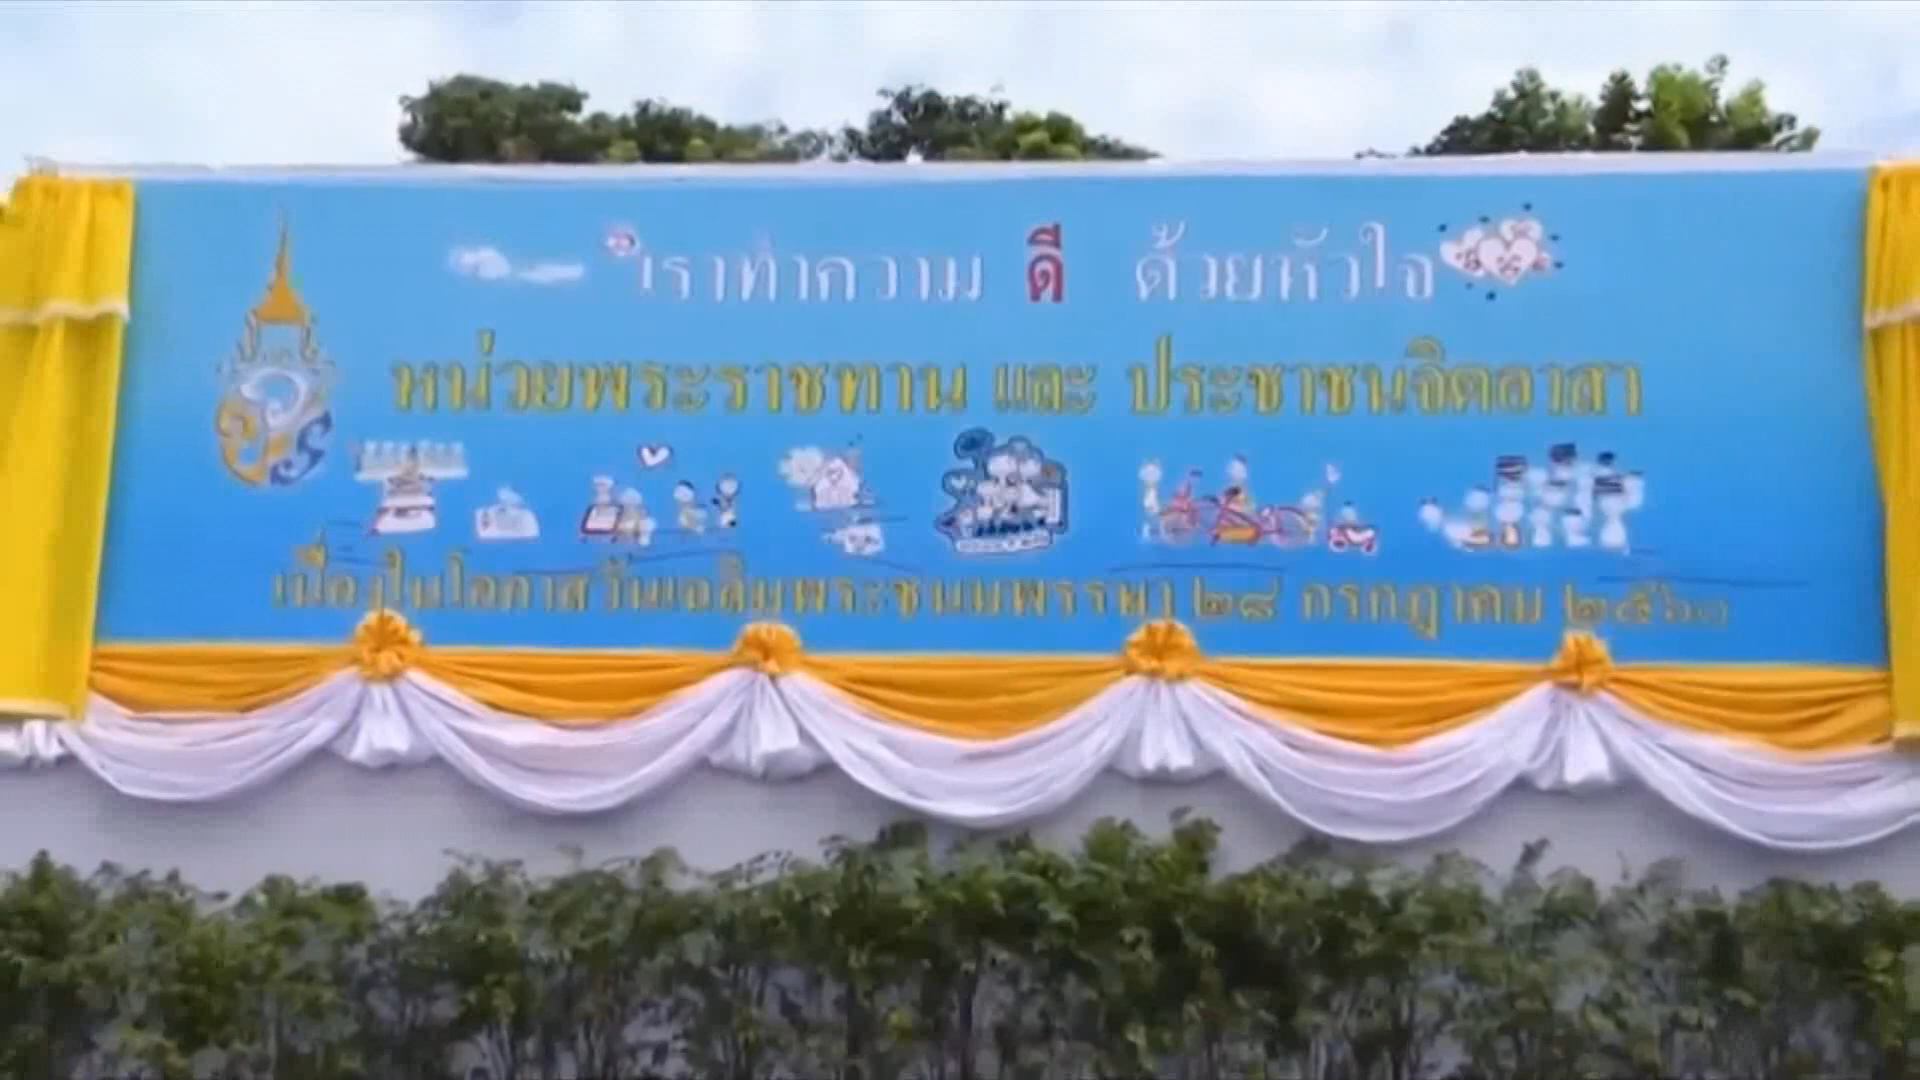 เราทำความ ดี ด้วยหัวใจ
หน่วยพระราชทาน และ ประชาชนจิตอาสา
เนื่องในโอกาสวันเฉลิมพระชนมพรรษา ๒๘ กรกฎาคม ๒๕๖๐